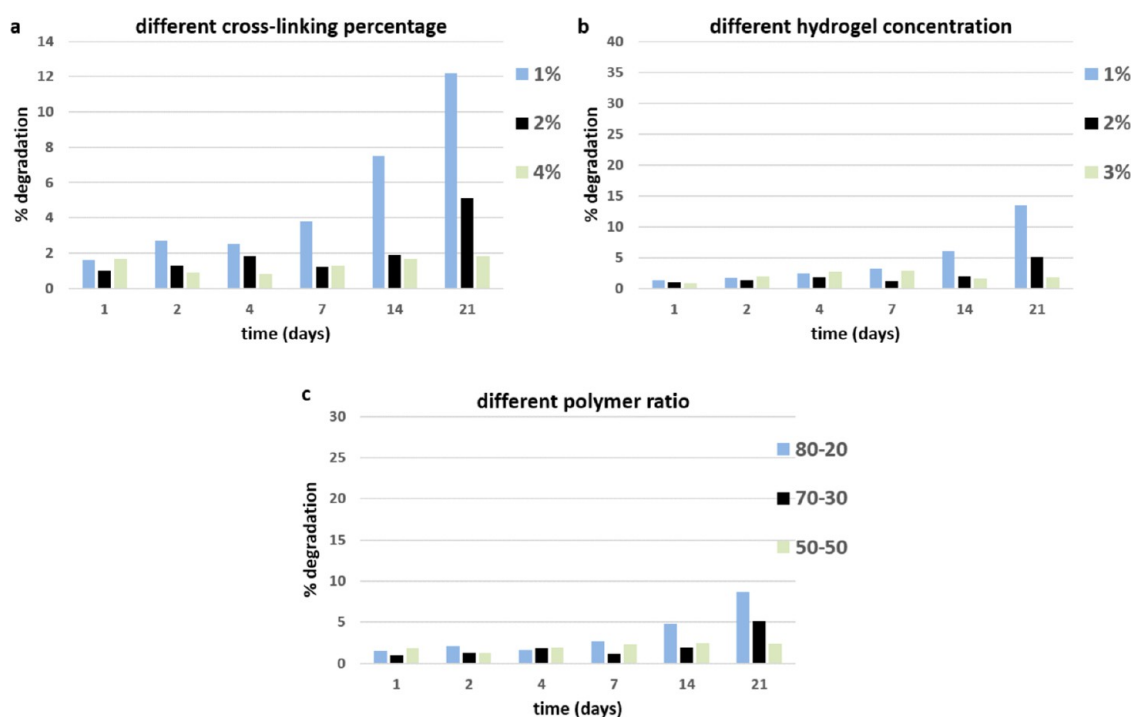 a
different cross-linking percentage
14
12
10
8
6
4
2
0
% degradation
1 2 4 7 14 21
time (days)
1%
2%
4%
b
different hydrogel concentration
40
35
30
25
20
15
10
5
0
% degradation
1 2 4 7 14 21
time (days)
1%
2%
3%
c
different polymer ratio
30
25
20
15
10
5
0
% degradation
1 2 4 7 14 21
time (days)
80-20
70-30
50-50